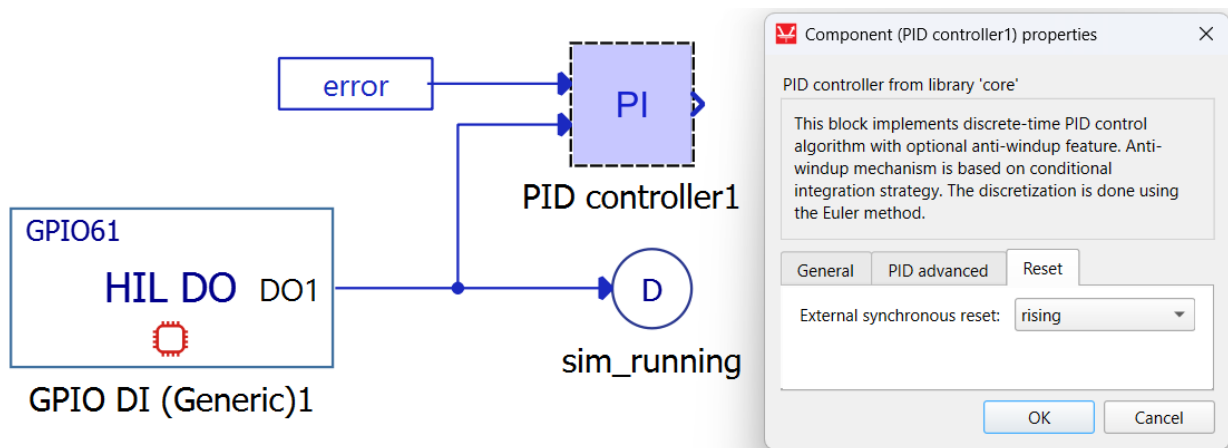 error
PI
PID controller1
GPIO61
HIL DO
DO1
GPIO DI (Generic)1
D
sim_running
Component (PID controller1) properties
PID controller from library 'core'
This block implements discrete-time PID control
algorithm with optional anti-windup feature. Anti-
windup mechanism is based on conditional
integration strategy. The discretization is done using
the Euler method.
General
PID advanced
Reset
External synchronous reset:
rising
OK
Cancel